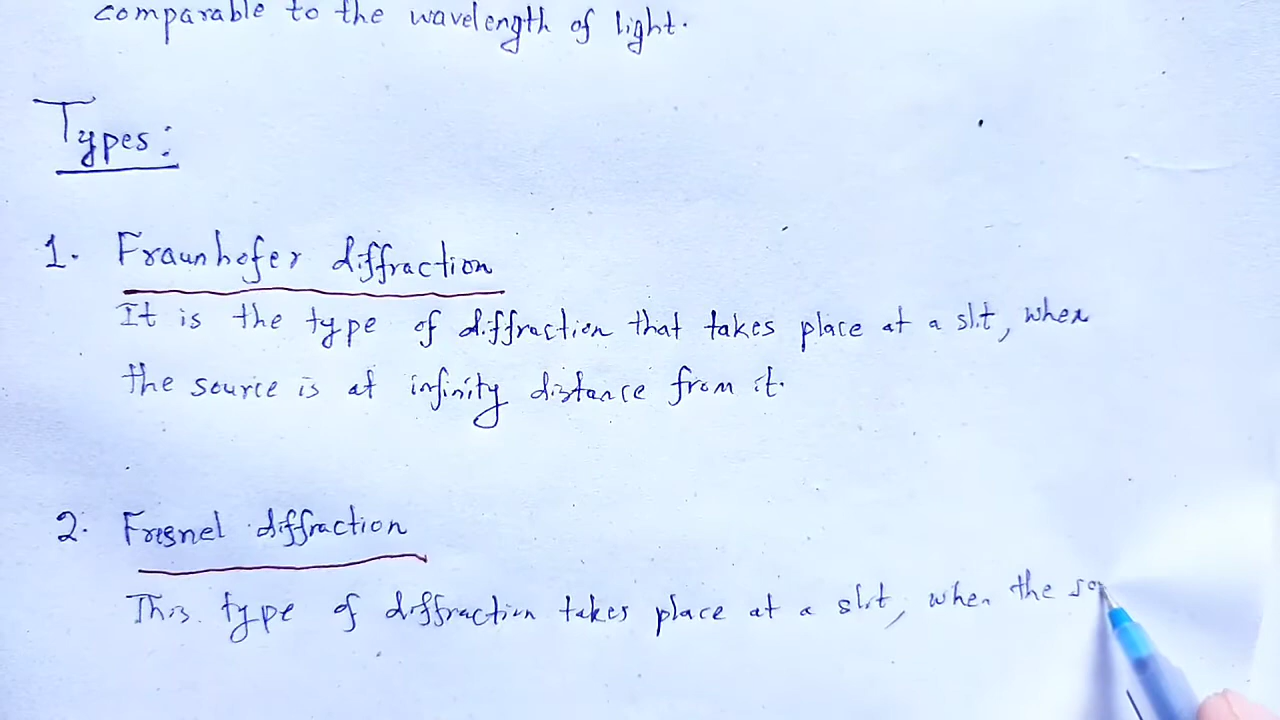 comparable to the wavelength of light.
Types:
1. Fraunhofer diffraction
It is the type of diffraction that takes place at a slit, when
the source is at infinity distance from it.
2. Fresnel diffraction
This type of diffraction takes place at a slit, when the so